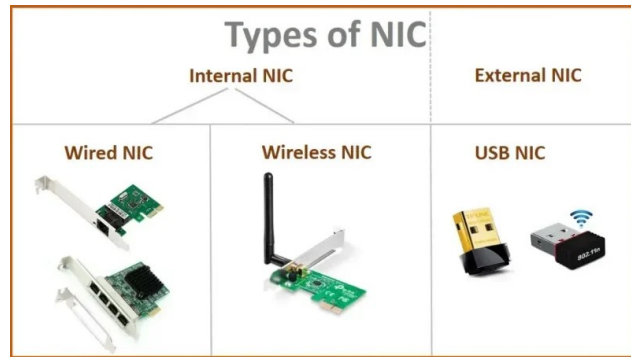 Types of NIC
Internal NIC
External NIC
Wired NIC
Wireless NIC
USB NIC
802.11n